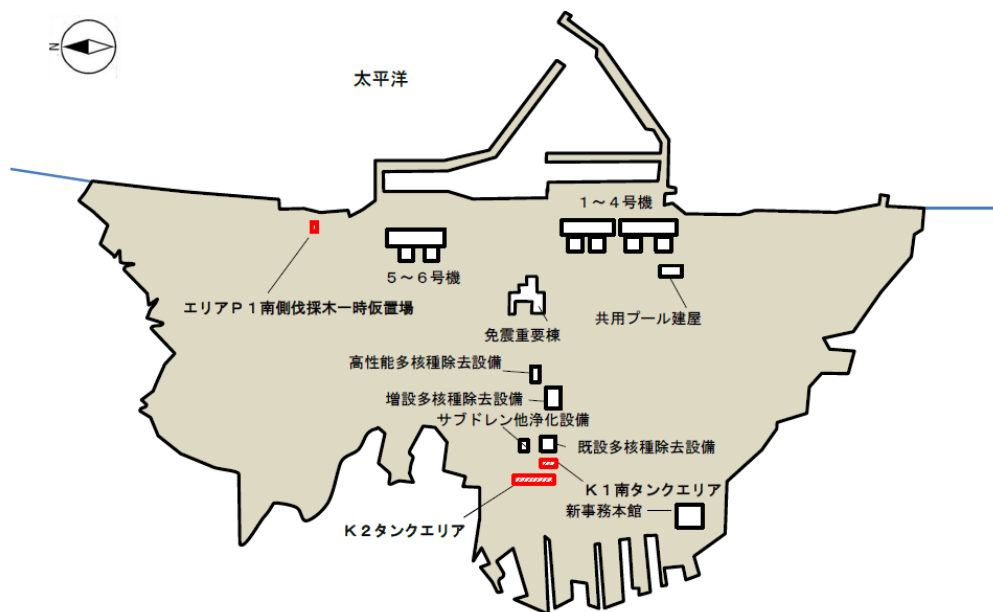 N
太平洋
1～4号機
5～6号機
エリアP1南側伐採木一時仮置場
共用プール建屋
免震重要棟
高性能多核種除去設備
増設多核種除去設備
サブドレン他浄化設備
既設多核種除去設備
K1南タンクエリア
新事務本館
K2タンクエリア